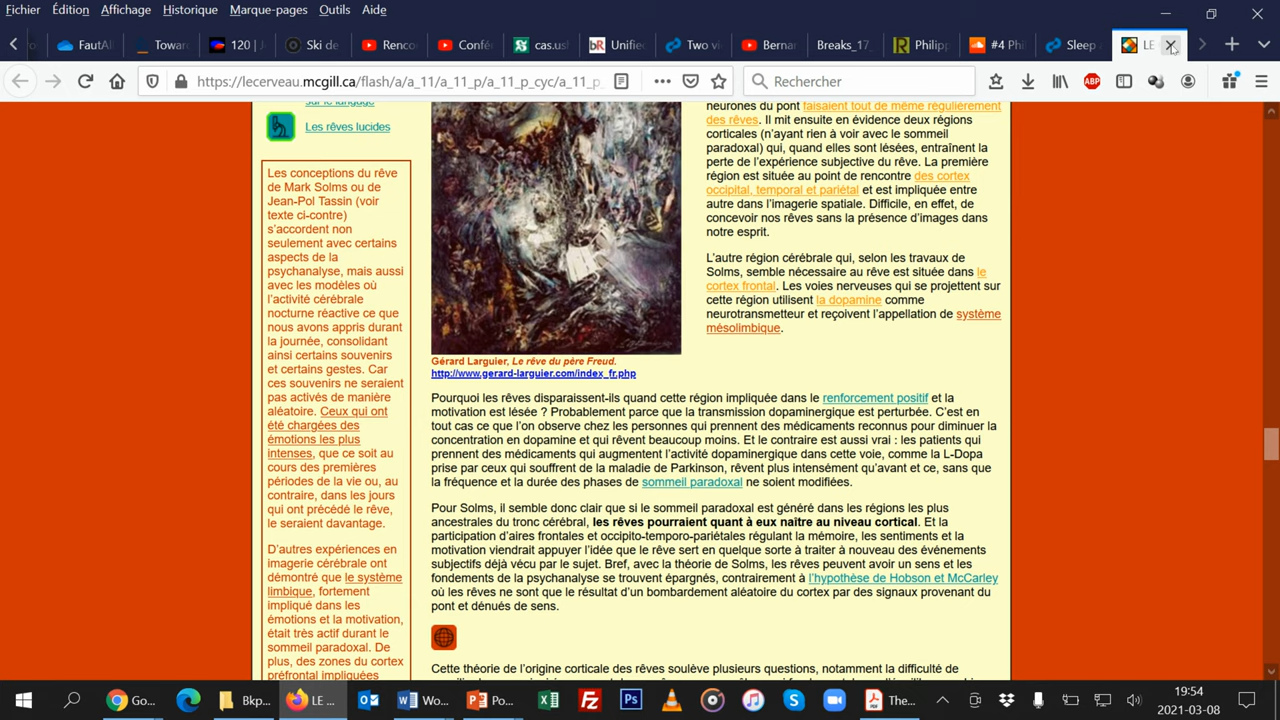 Fichier Édition Affichage Historique Marque-pages Outils Aide
FautAl
Towar
120 | J
Ski de
Renco
Confé
cas.ush
bR Unifie
Two vi
Bernar
Breaks_17_
Philipp
#4 Phi
Sleep
LE
https://lecerveau.mcgill.ca/flash/a/a_11/a_11_p/a_11_p_cyc/a_11_p_
Rechercher
ABP
sur le langage
Les rêves lucides
Les conceptions du rêve
de Mark Solms ou de
Jean-Pol Tassin (voir
texte ci-contre)
s'accordent non
seulement avec certains
aspects de la
psychanalyse, mais aussi
avec les modèles où
l'activité cérébrale
nocturne réactive ce que
nous avons appris durant
la journée, consolidant
ainsi certains souvenirs
et certains gestes. Car
ces souvenirs ne seraient
pas activés de manière
aléatoire. Ceux qui ont
été chargées des
émotions les plus
intenses, que ce soit au
cours des premières
périodes de la vie ou, au
contraire, dans les jours
qui ont précédé le rêve,
le seraient davantage.
D'autres expériences en
imagerie cérébrale ont
démontré que le système
limbique, fortement
impliqué dans les
émotions et la motivation,
était très actif durant le
sommeil paradoxal. De
plus, des zones du cortex
préfrontal impliquées
neurones du pont faisaient tout de même régulièrement
des rêves. Il mit ensuite en évidence deux régions
corticales (n'ayant rien à voir avec le sommeil
paradoxal) qui, quand elles sont lésées, entraînent la
perte de l'expérience subjective du rêve. La première
région est située au point de rencontre des cortex
occipital, temporal et pariétal et est impliquée entre
autre dans l'imagerie spatiale. Difficile, en effet, de
concevoir nos rêves sans la présence d'images dans
notre esprit.
L'autre région cérébrale qui, selon les travaux de
Solms, semble nécessaire au rêve est située dans le
cortex frontal. Les voies nerveuses qui se projettent sur
cette région utilisent la dopamine comme
neurotransmetteur et reçoivent l'appellation de système
mésolimbique.
Gérard Larguier, Le rêve du père Freud.
http://www.gerard-larguier.com/index_fr.php
Pourquoi les rêves disparaissent-ils quand cette région impliquée dans le renforcement positif et la
motivation est lésée ? Probablement parce que la transmission dopaminergique est perturbée. C'est en
tout cas ce que l'on observe chez les personnes qui prennent des médicaments reconnus pour diminuer la
concentration en dopamine et qui rêvent beaucoup moins. Et le contraire est aussi vrai : les patients qui
prennent des médicaments qui augmentent l'activité dopaminergique dans cette voie, comme la L-Dopa
prise par ceux qui souffrent de la maladie de Parkinson, rêvent plus intensément qu'avant et ce, sans que
la fréquence et la durée des phases de sommeil paradoxal ne soient modifiées.
Pour Solms, il semble donc clair que si le sommeil paradoxal est généré dans les régions les plus
ancestrales du tronc cérébral, les rêves pourraient quant à eux naître au niveau cortical. Et la
participation d'aires frontales et occipito-temporo-pariétales régulant la mémoire, les sentiments et la
motivation viendrait appuyer l'idée que le rêve sert en quelque sorte à traiter à nouveau des événements
subjectifs déjà vécu par le sujet. Bref, avec la théorie de Solms, les rêves peuvent avoir un sens et les
fondements de la psychanalyse se trouvent épargnés, contrairement à l'hypothèse de Hobson et McCarley
où les rêves ne sont que le résultat d'un bombardement aléatoire du cortex par des signaux provenant du
pont et dénués de sens.
Cette théorie de l'origine corticale des rêves soulève plusieurs questions, notamment la difficulté de
Go...
Bkp...
LE ...
Wo...
Po...
The...
19:54
2021-03-08